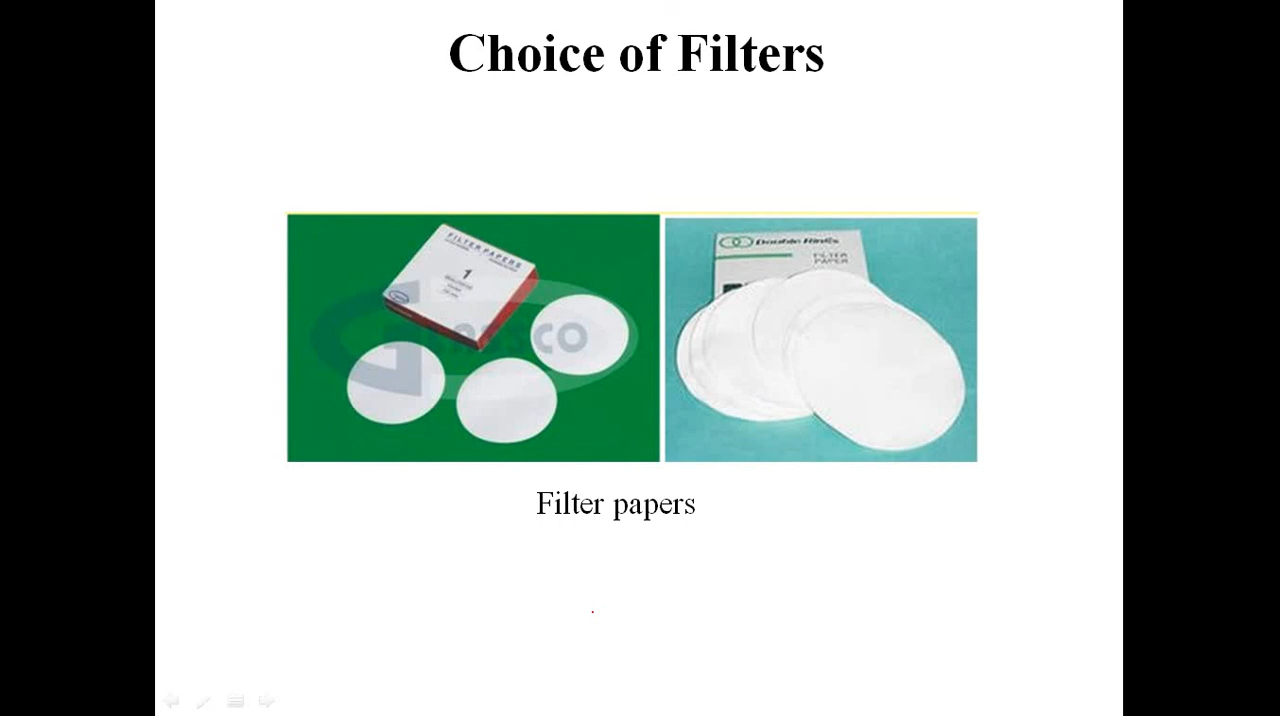 Choice of Filters
FILTER PAPERS
1
Double Rings
FILTER
PAPER
Filter papers